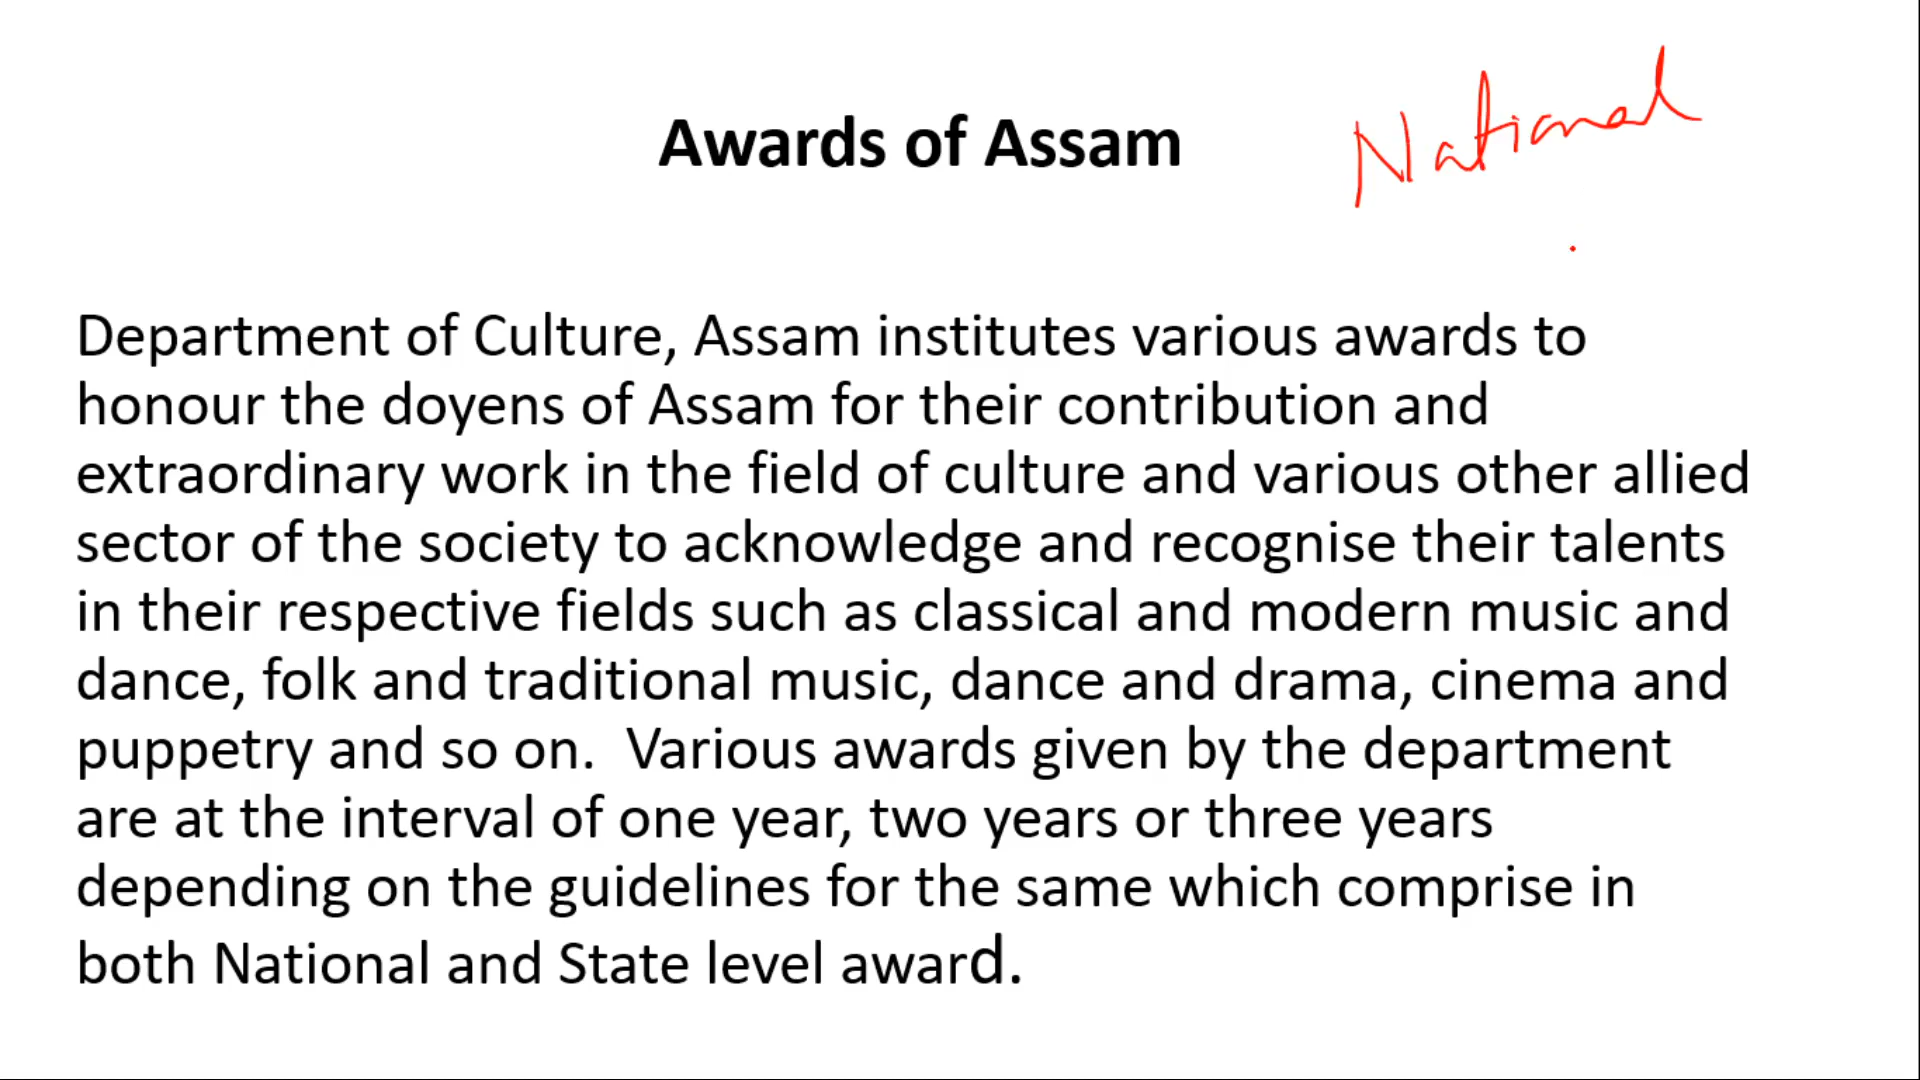 Awards of Assam
National
Department of Culture, Assam institutes various awards to
honour the doyens of Assam for their contribution and
extraordinary work in the field of culture and various other allied
sector of the society to acknowledge and recognise their talents
in their respective fields such as classical and modern music and
dance, folk and traditional music, dance and drama, cinema and
puppetry and so on.  Various awards given by the department
are at the interval of one year, two years or three years
depending on the guidelines for the same which comprise in
both National and State level award.